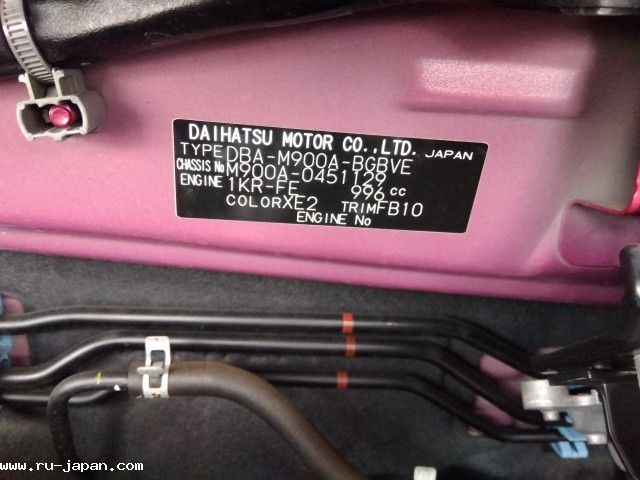 DAIHATSU MOTOR CO.,LTD. JAPAN
TYPE DBA-M900A-BGBVE
CHASSIS No M900A-0451129
ENGINE 1KR-FE 996 cc
COLOR XE2 TRIM FB10
ENGINE No
www.ru-japan.com